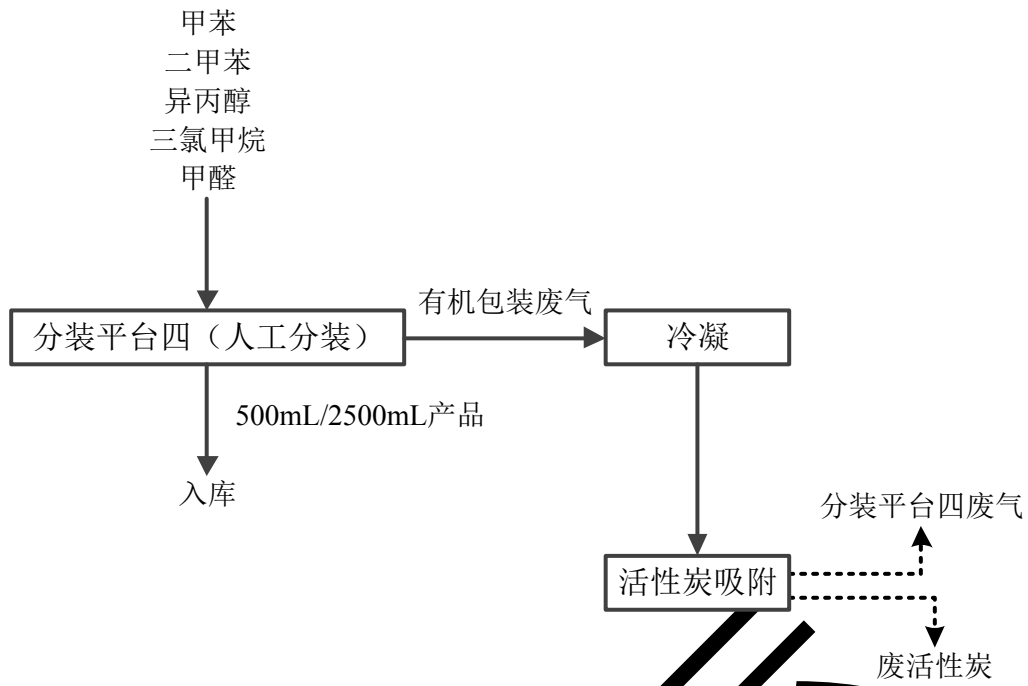 甲苯
二甲苯
异丙醇
三氯甲烷
甲醛
有机包装废气
分装平台四（人工分装）
冷凝
500mL/2500mL产品
入库
分装平台四废气
活性炭吸附
废活性炭